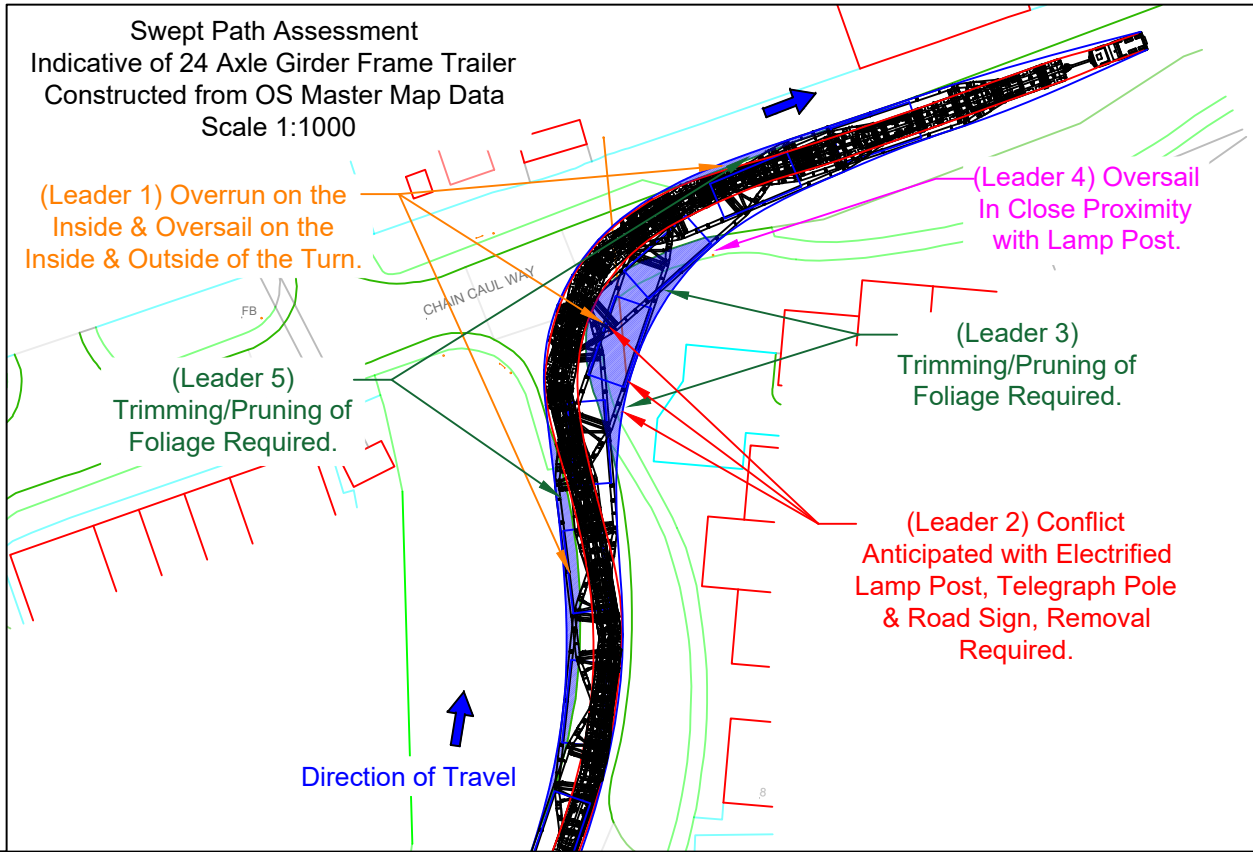 Swept Path Assessment
Indicative of 24 Axle Girder Frame Trailer
Constructed from OS Master Map Data
Scale 1:1000
(Leader 1) Overrun on the
Inside & Oversail on the
Inside & Outside of the Turn.
(Leader 4) Oversail
In Close Proximity
with Lamp Post.
CHAIN CAUL WAY
FB
(Leader 5)
Trimming/Pruning of
Foliage Required.
(Leader 3)
Trimming/Pruning of
Foliage Required.
(Leader 2) Conflict
Anticipated with Electrified
Lamp Post, Telegraph Pole
& Road Sign, Removal
Required.
Direction of Travel
8